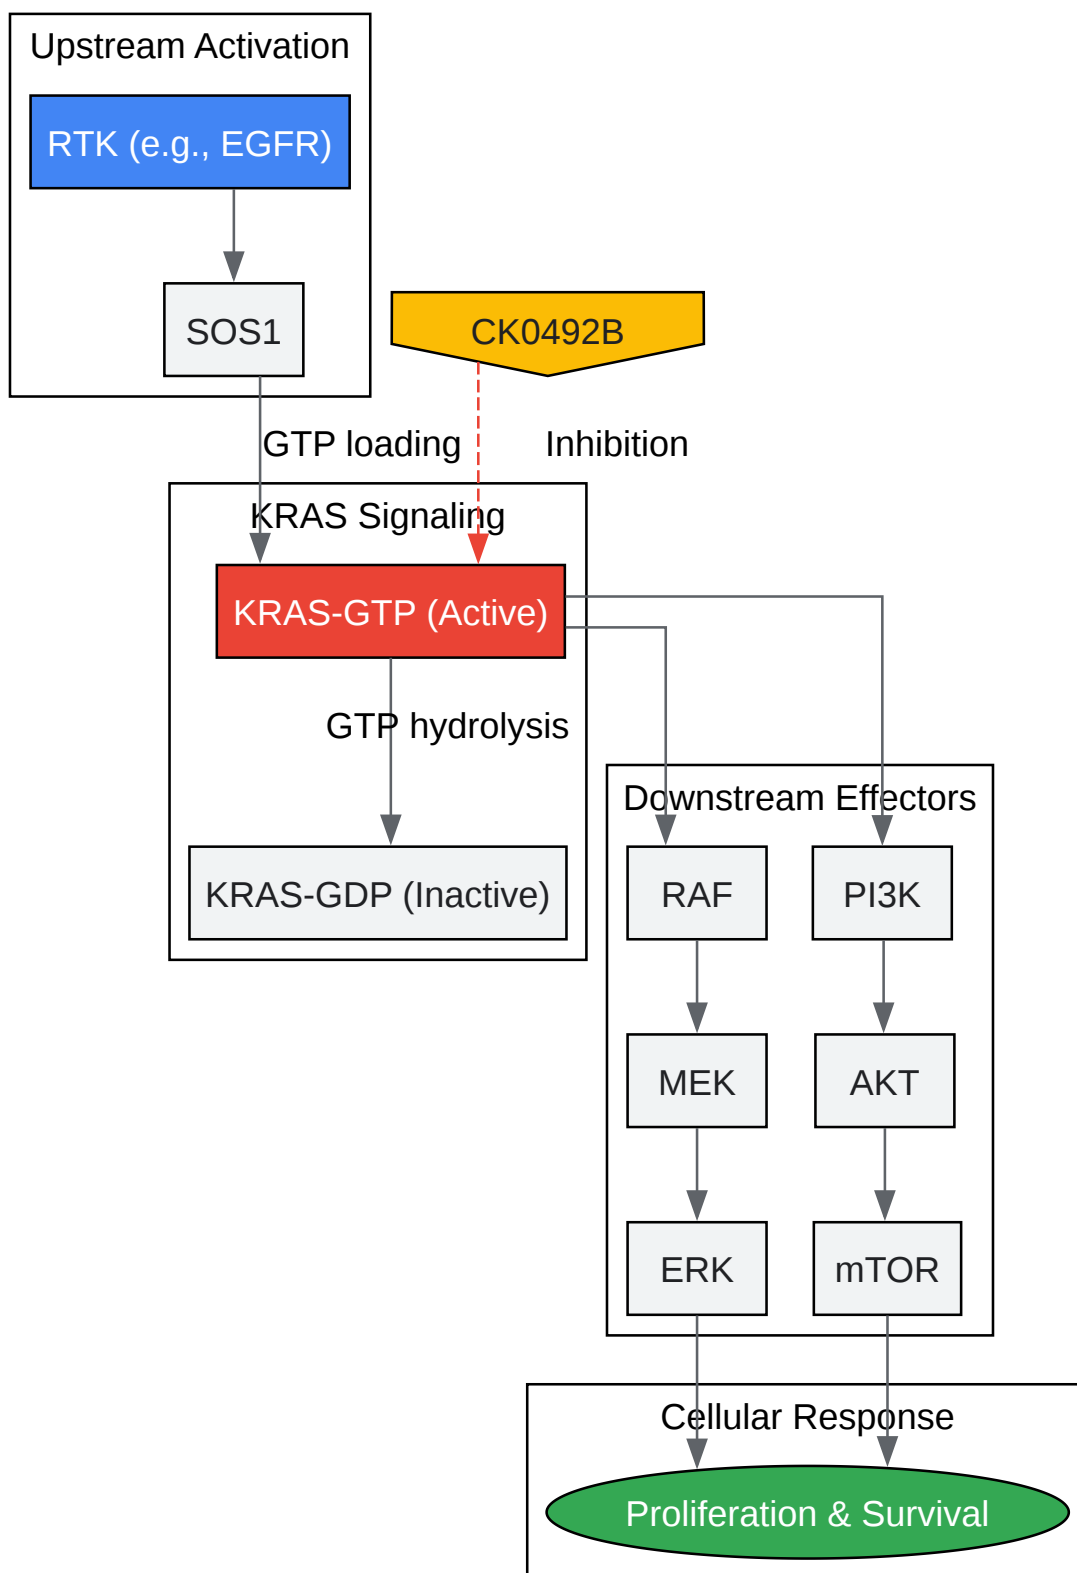 Upstream Activation
RTK (e.g., EGFR)
SOS1
CK0492B
GTP loading
Inhibition
KRAS Signaling
KRAS-GTP (Active)
GTP hydrolysis
Downstream Effectors
KRAS-GDP (Inactive)
RAF
PI3K
MEK
AKT
ERK
mTOR
Cellular Response
Proliferation & Survival